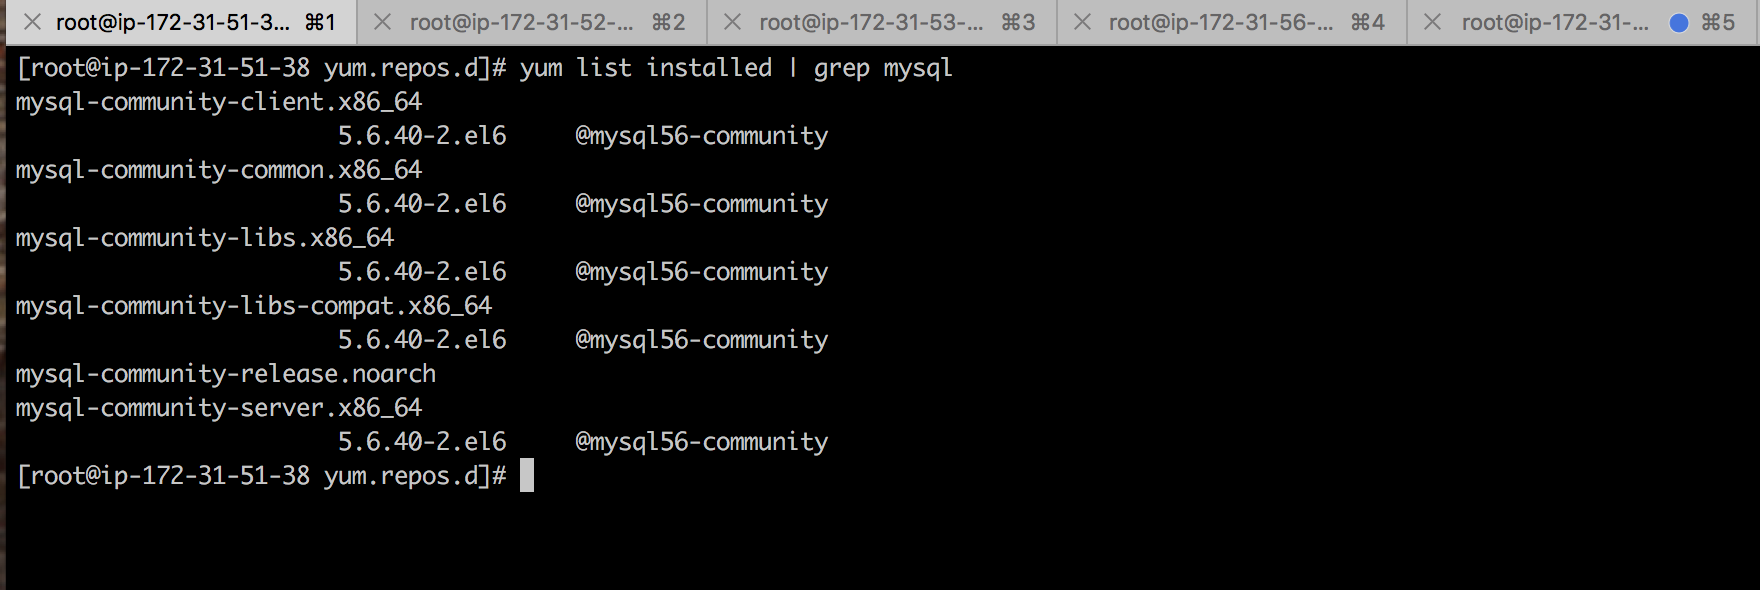 root@ip-172-31-51-3... ⌘1
root@ip-172-31-52-... ⌘2
root@ip-172-31-53-... ⌘3
root@ip-172-31-56-... ⌘4
root@ip-172-31-... ⌘5
[root@ip-172-31-51-38 yum.repos.d]# yum list installed | grep mysql
mysql-community-client.x86_64
5.6.40-2.el6 @mysql56-community
mysql-community-common.x86_64
5.6.40-2.el6 @mysql56-community
mysql-community-libs.x86_64
5.6.40-2.el6 @mysql56-community
mysql-community-libs-compat.x86_64
5.6.40-2.el6 @mysql56-community
mysql-community-release.noarch
mysql-community-server.x86_64
5.6.40-2.el6 @mysql56-community
[root@ip-172-31-51-38 yum.repos.d]#